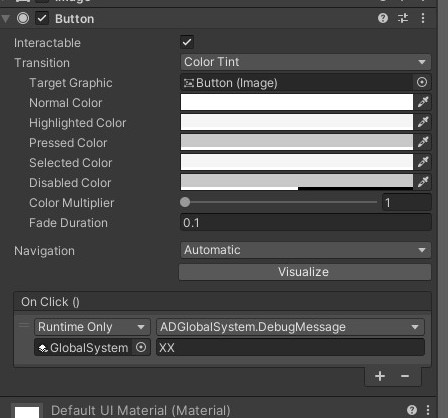 Button
Interactable
Transition Color Tint
Target Graphic Button (Image)
Normal Color
Highlighted Color
Pressed Color
Selected Color
Disabled Color
Color Multiplier 1
Fade Duration 0.1
Navigation Automatic
Visualize
On Click ()
Runtime Only ADGlobalSystem.DebugMessage
GlobalSystem XX
+ −
Default UI Material (Material)